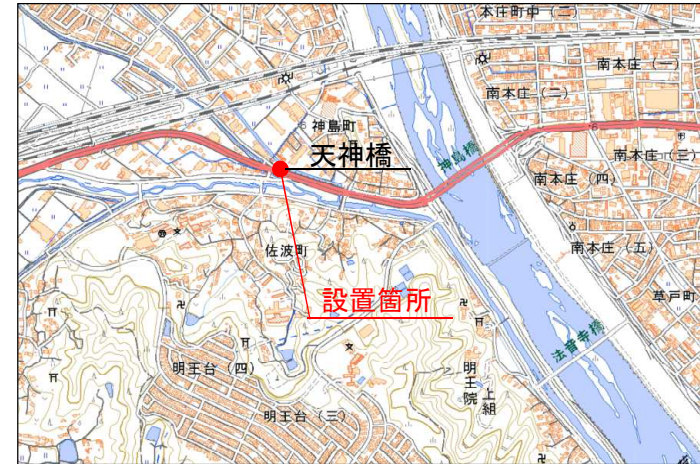 本庄町中（二）
南本庄（一）
南本庄（二）
神島町
天神橋
神島橋
南本庄（三）
南本庄（四）
佐波町
南本庄（五）
設置箇所
草戸町
法音寺橋
明王台（四）
明王院
上組
明王台（三）